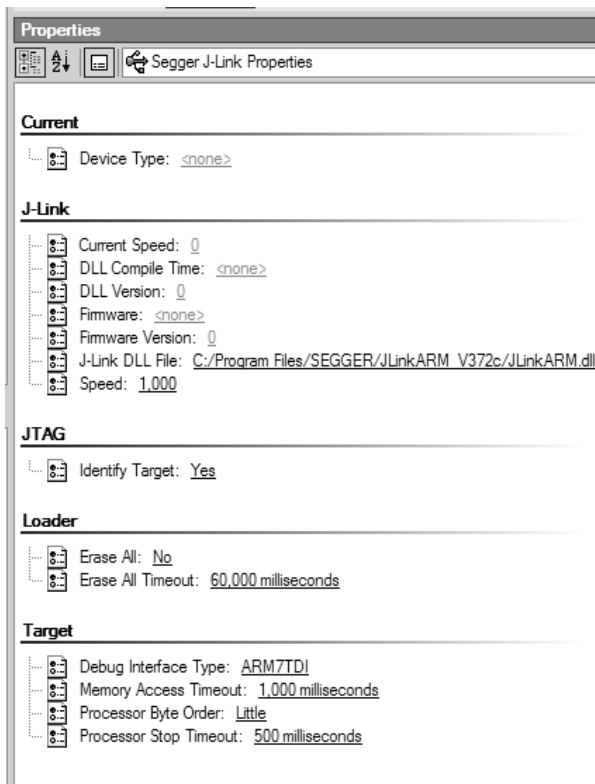 Properties
Segger J-Link Properties
Current
Device Type: <none>
J-Link
Current Speed: 0
DLL Compile Time: <none>
DLL Version: 0
Firmware: <none>
Firmware Version: 0
J-Link DLL File: C:/Program Files/SEGGER/JLinkARM_V372c/JLinkARM.dll
Speed: 1,000
JTAG
Identify Target: Yes
Loader
Erase All: No
Erase All Timeout: 60,000 milliseconds
Target
Debug Interface Type: ARM7TDI
Memory Access Timeout: 1,000 milliseconds
Processor Byte Order: Little
Processor Stop Timeout: 500 milliseconds